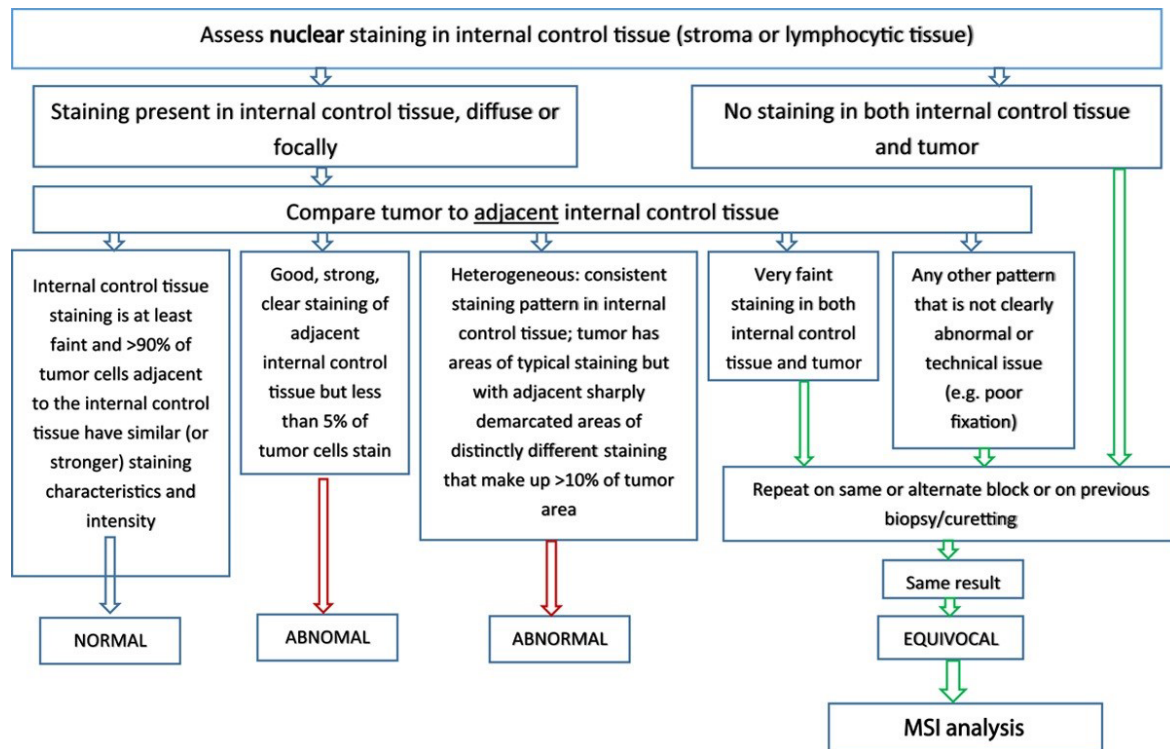 Assess nuclear staining in internal control tissue (stroma or lymphocytic tissue)
Staining present in internal control tissue, diffuse or
focally
No staining in both internal control tissue
and tumor
Compare tumor to adjacent internal control tissue
Internal control tissue
staining is at least
faint and >90% of
tumor cells adjacent
to the internal control
tissue have similar (or
stronger) staining
characteristics and
intensity
Good, strong,
clear staining of
adjacent
internal control
tissue but less
than 5% of
tumor cells stain
Heterogeneous: consistent
staining pattern in internal
control tissue; tumor has
areas of typical staining but
with adjacent sharply
demarcated areas of
distinctly different staining
that make up >10% of tumor
area
Very faint
staining in both
internal control
tissue and tumor
Any other pattern
that is not clearly
abnormal or
technical issue
(e.g. poor
fixation)
Repeat on same or alternate block or on previous
biopsy/curetting
Same result
NORMAL
ABNOMAL
ABNORMAL
EQUIVOCAL
MSI analysis